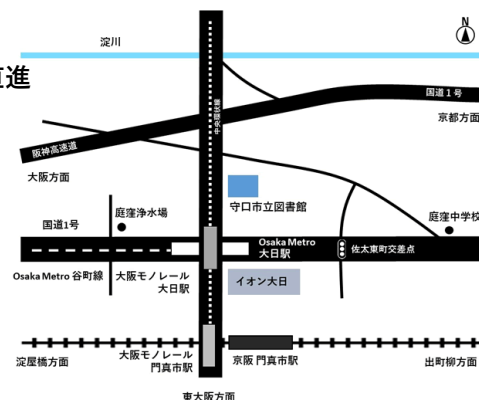 N
淀川
直進
国道1号
中央環状線
京都方面
阪神高速道
大阪方面
守口市立図書館
庭窪浄水場
庭窪中学校
国道1号
Osaka Metro
大日駅
佐太東町交差点
Osaka Metro 谷町線
大阪モノレール
大日駅
イオン大日
淀屋橋方面
大阪モノレール
門真市駅
京阪 門真市駅
出町柳方面
東大阪方面